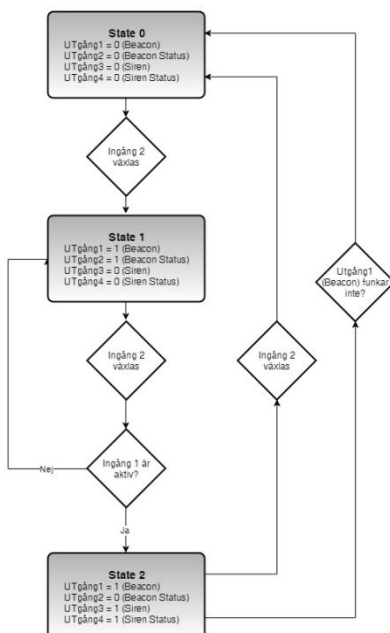 State 0
UTgång1 = 0 (Beacon)
UTgång2 = 0 (Beacon Status)
UTgång3 = 0 (Siren)
UTgång4 = 0 (Siren Status)
Ingång 2
växlas
State 1
UTgång1 = 1 (Beacon)
UTgång2 = 1 (Beacon Status)
UTgång3 = 0 (Siren)
UTgång4 = 0 (Siren Status)
Utgång1
(Beacon) funkar
inte?
Ingång 2
växlas
Ingång 2
växlas
Ingång 1 är
aktiv?
Nej
Ja
State 2
UTgång1 = 1 (Beacon)
UTgång2 = 0 (Beacon Status)
UTgång3 = 1 (Siren)
UTgång4 = 1 (Siren Status)